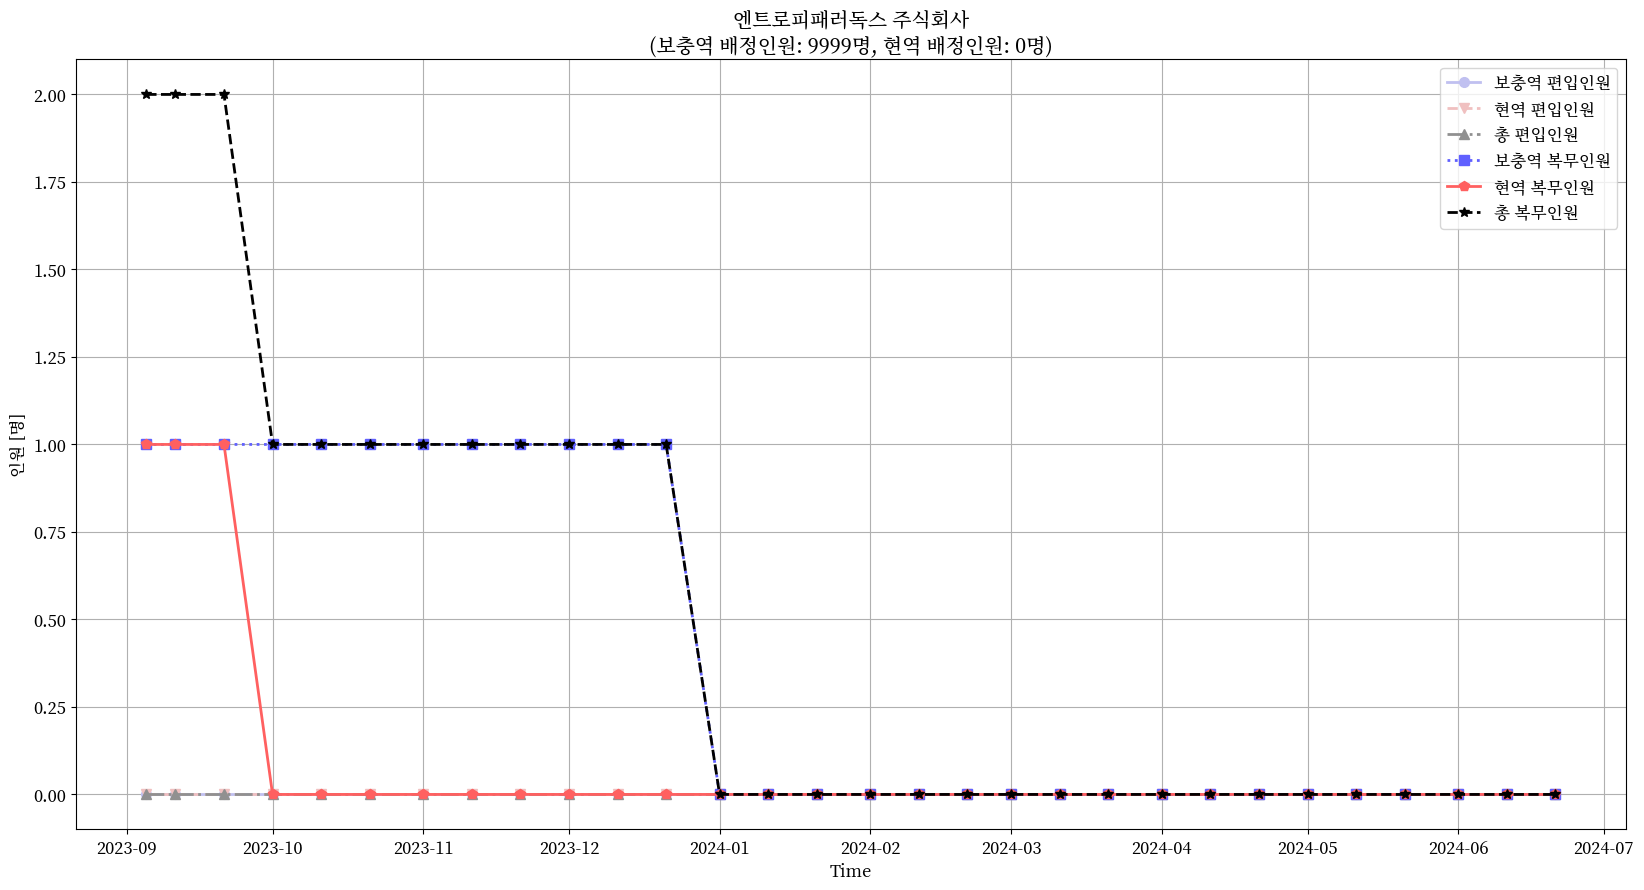 엔트로피패러독스 주식회사
(보충역 배정인원: 9999명, 현역 배정인원: 0명)
보충역 편입인원
현역 편입인원
총 편입인원
보충역 복무인원
현역 복무인원
총 복무인원
2.00
1.75
1.50
1.25
1.00
0.75
0.50
0.25
0.00
인원 [명]
2023-09 2023-10 2023-11 2023-12 2024-01 2024-02 2024-03 2024-04 2024-05 2024-06 2024-07
Time